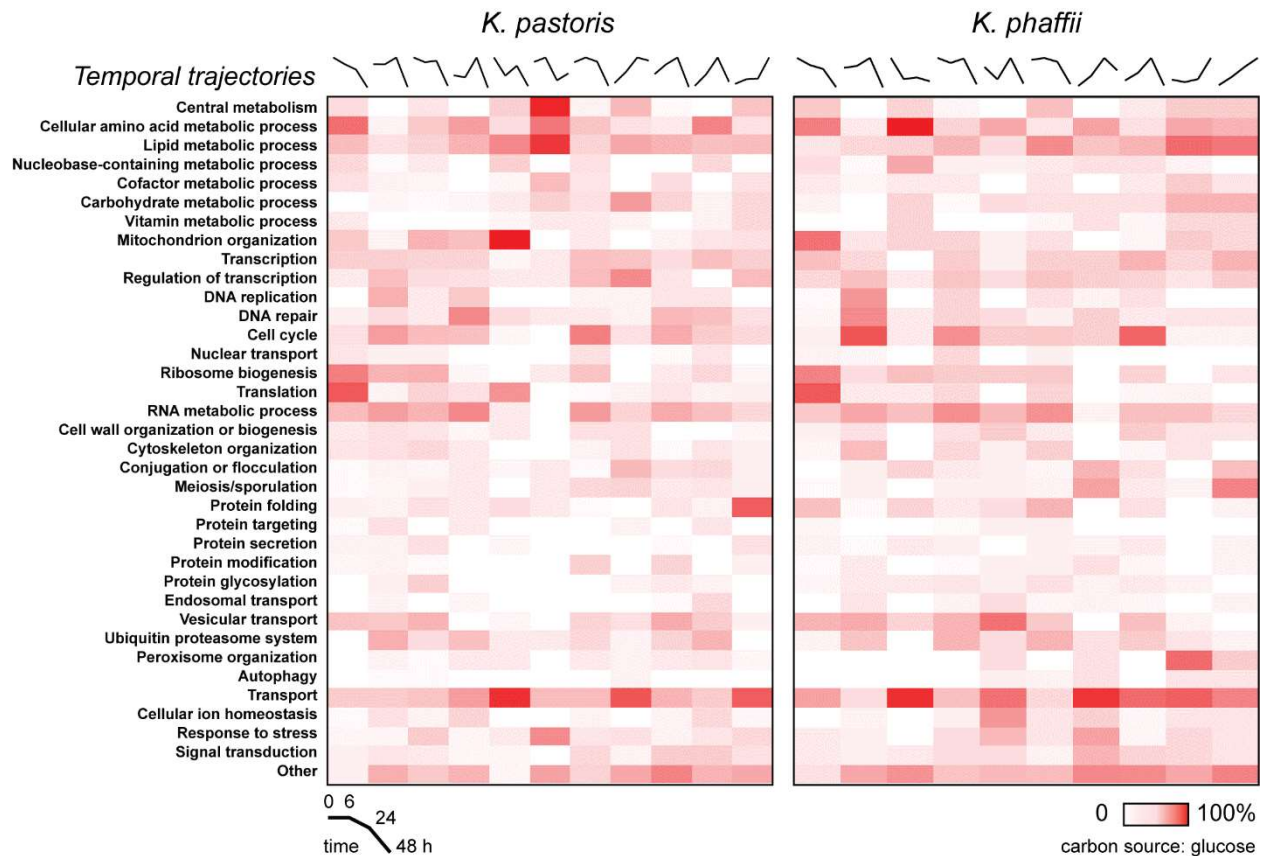 K. pastoris
K. phaffii
Temporal trajectories
Central metabolism
Cellular amino acid metabolic process
Lipid metabolic process
Nucleobase-containing metabolic process
Cofactor metabolic process
Carbohydrate metabolic process
Vitamin metabolic process
Mitochondrion organization
Transcription
Regulation of transcription
DNA replication
DNA repair
Cell cycle
Nuclear transport
Ribosome biogenesis
Translation
RNA metabolic process
Cell wall organization or biogenesis
Cytoskeleton organization
Conjugation or flocculation
Meiosis/sporulation
Protein folding
Protein targeting
Protein secretion
Protein modification
Protein glycosylation
Endosomal transport
Vesicular transport
Ubiquitin proteasome system
Peroxisome organization
Autophagy
Transport
Cellular ion homeostasis
Response to stress
Signal transduction
Other
0 6
24
time 48 h
0 100%
carbon source: glucose